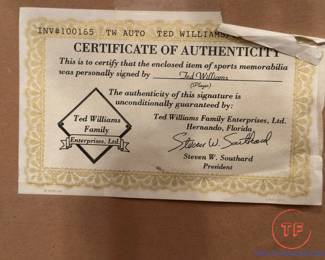 INV#100165 TW AUTO TED WILLIAMS
CERTIFICATE OF AUTHENTICITY
This is to certify that the enclosed item of sports memorabilia
was personally signed by Ted Williams
(Player)
The authenticity of this signature is
unconditionally guaranteed by:
Ted Williams
Family
Enterprises, Ltd.
Ted Williams Family Enterprises, Ltd.
Hernando, Florida
Steven W. Southard
Steven W. Southard
President
TF